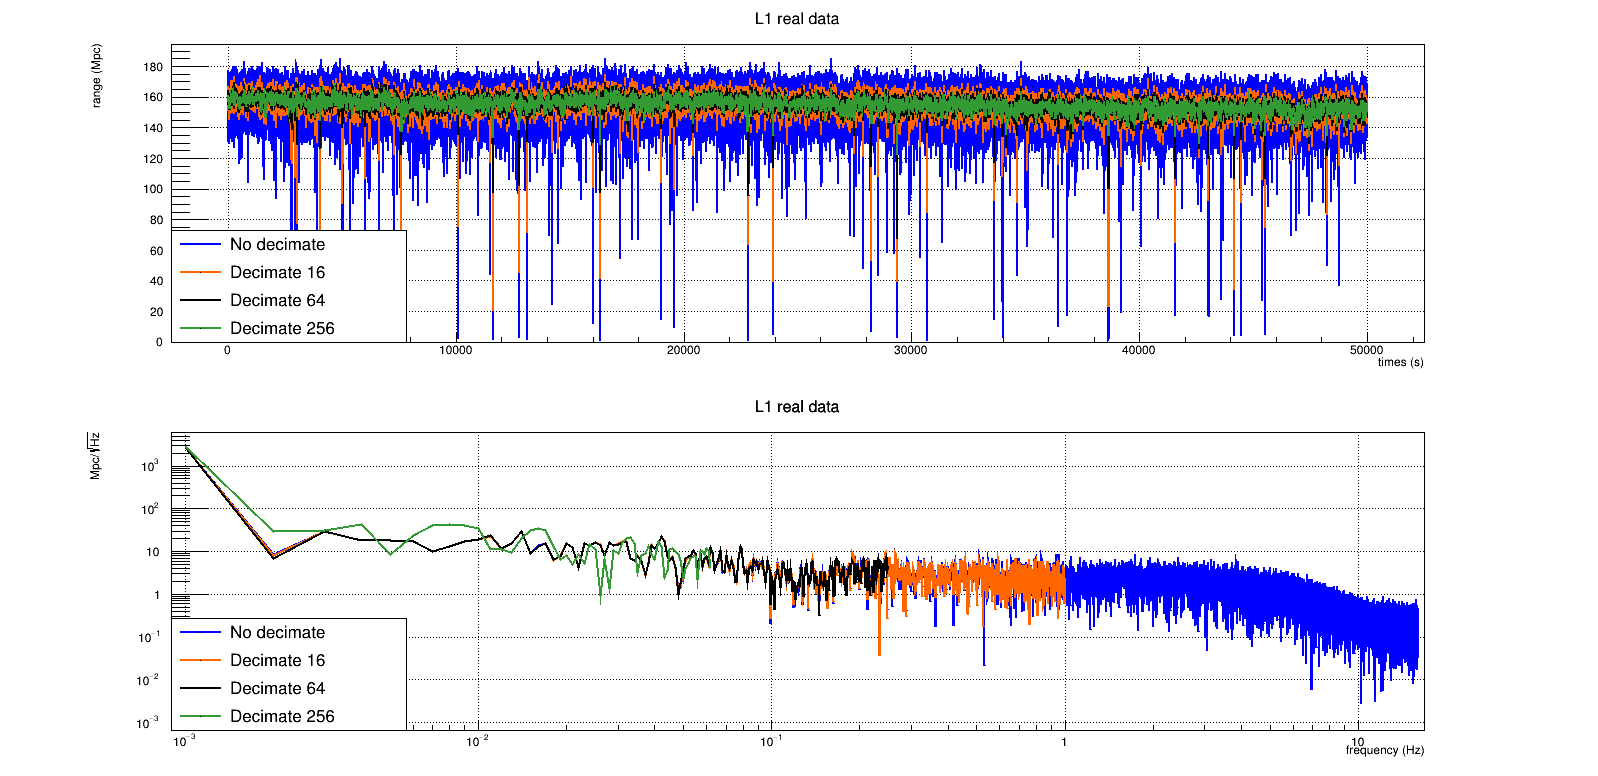 L1 real data
range (Mpc)
180
160
140
120
100
80
60
40
20
0
No decimate
Decimate 16
Decimate 64
Decimate 256
0 10000 20000 30000 40000 50000
times (s)
L1 real data
Mpc/√Hz
10³
10²
10
1
10⁻¹
10⁻²
10⁻³
No decimate
Decimate 16
Decimate 64
Decimate 256
10⁻³ 10⁻² 10⁻¹ 1 10
frequency (Hz)